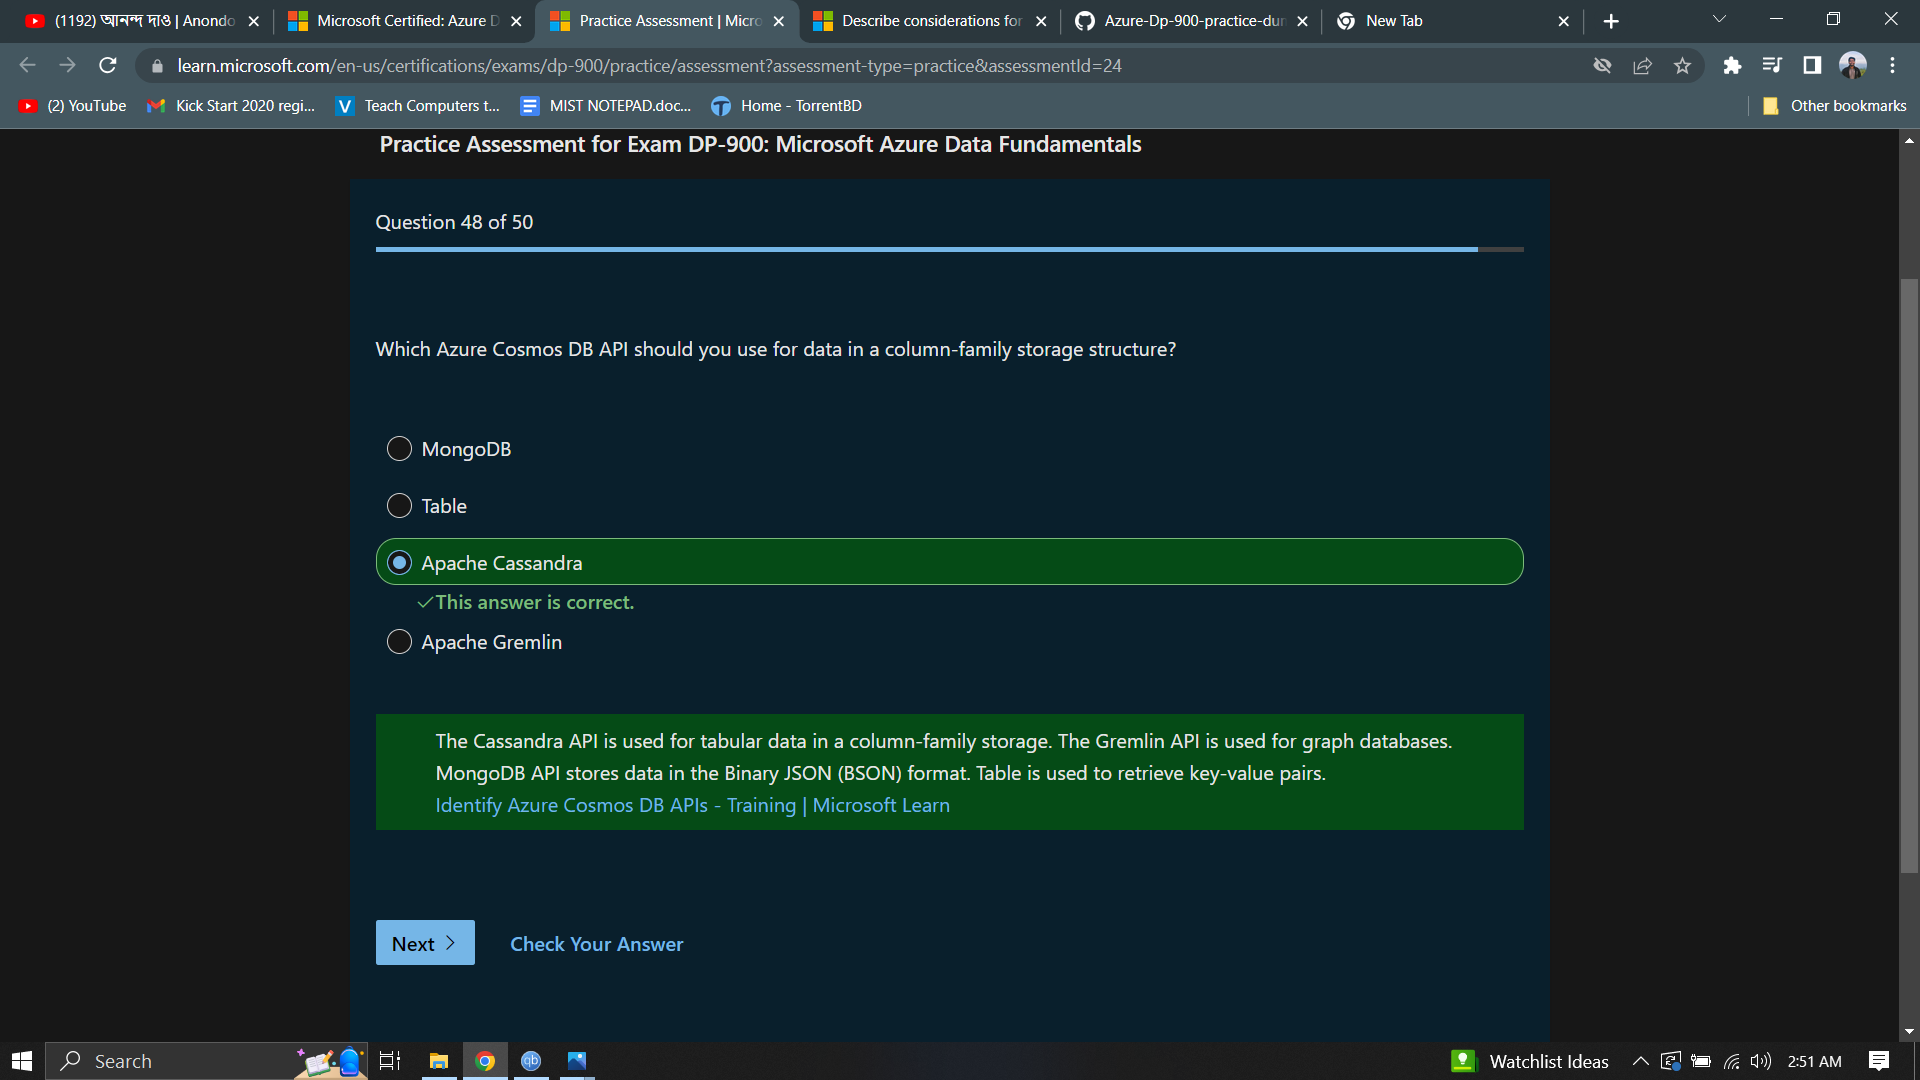 (1192) আনন্দ দাও | Anondo
Microsoft Certified: Azure D
Practice Assessment | Micro
Describe considerations for
Azure-Dp-900-practice-dum
New Tab
learn.microsoft.com/en-us/certifications/exams/dp-900/practice/assessment?assessment-type=practice&assessmentId=24
(2) YouTube
Kick Start 2020 regi...
Teach Computers t...
MIST NOTEPAD.doc...
Home - TorrentBD
Other bookmarks
Practice Assessment for Exam DP-900: Microsoft Azure Data Fundamentals
Question 48 of 50
Which Azure Cosmos DB API should you use for data in a column-family storage structure?
MongoDB
Table
Apache Cassandra
This answer is correct.
Apache Gremlin
The Cassandra API is used for tabular data in a column-family storage. The Gremlin API is used for graph databases.
MongoDB API stores data in the Binary JSON (BSON) format. Table is used to retrieve key-value pairs.
Identify Azure Cosmos DB APIs - Training | Microsoft Learn
Next
Check Your Answer
Search
qb
Watchlist Ideas
2:51 AM